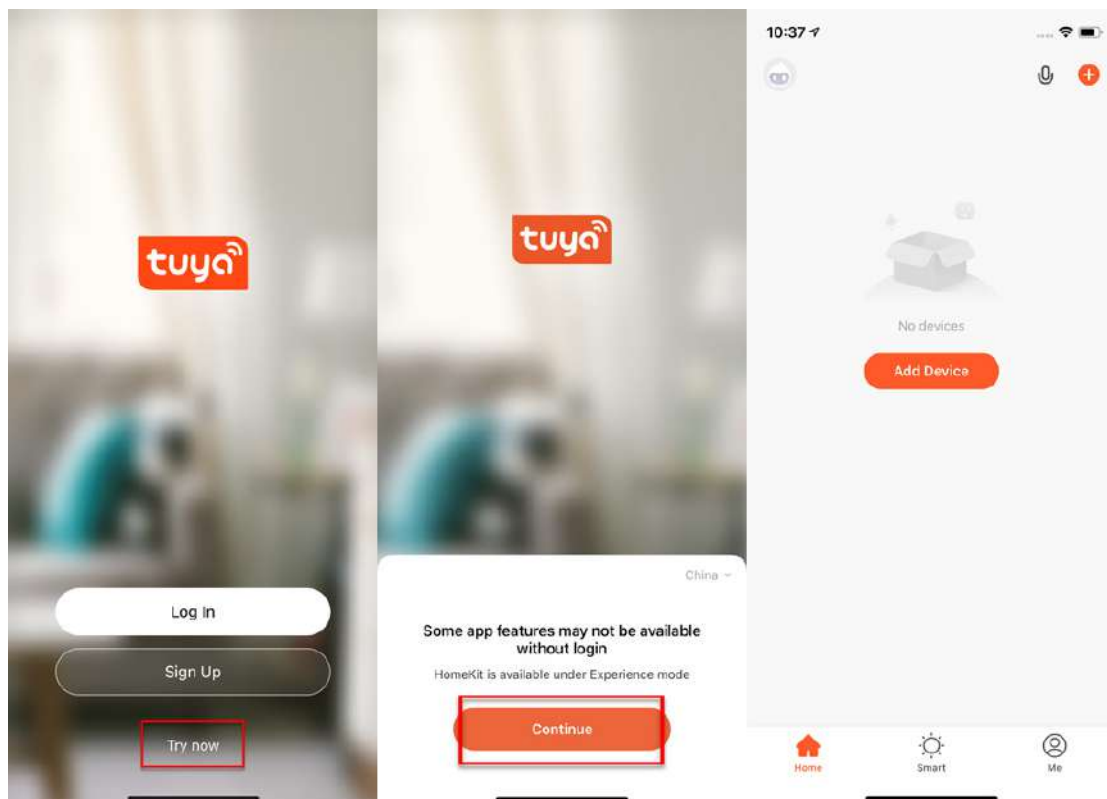 tuya
Log In
Sign Up
Try now
tuya
China
Some app features may not be available
without login
HomeKit is available under Experience mode
Continue
10:37
No devices
Add Device
Home
Smart
Me